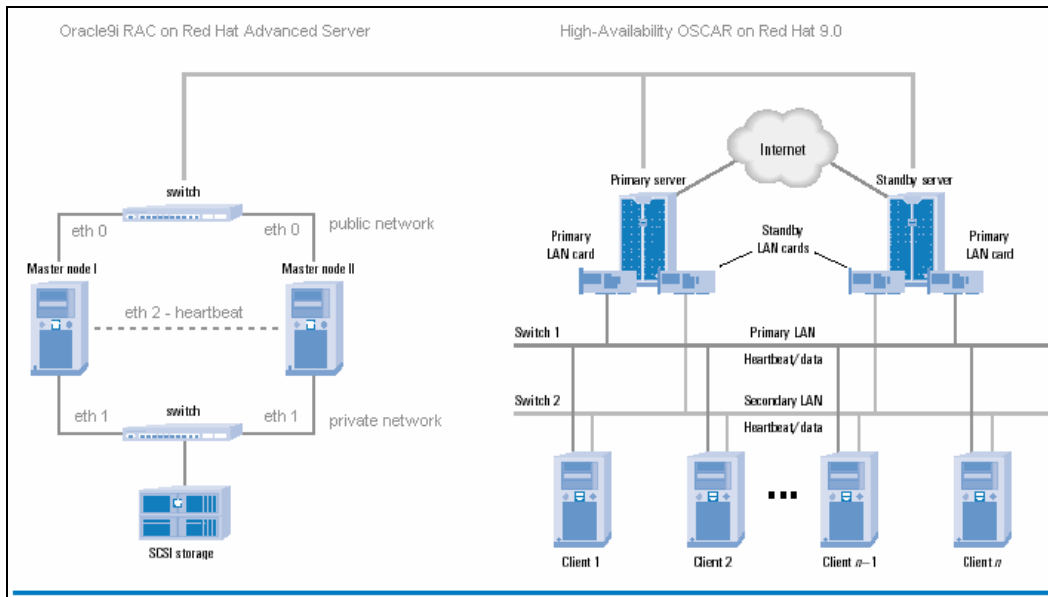 Oracle9i RAC on Red Hat Advanced Server
High-Availability OSCAR on Red Hat 9.0
switch
eth 0
eth 0
public network
Master node I
Master node II
eth 2 - heartbeat
eth 1
switch
eth 1
private network
SCSI storage
Internet
Primary server
Standby server
Primary
LAN card
Standby
LAN cards
Primary
LAN card
Switch 1
Primary LAN
Heartbeat/data
Switch 2
Secondary LAN
Heartbeat/data
Client 1
Client 2
...
Client n–1
Client n